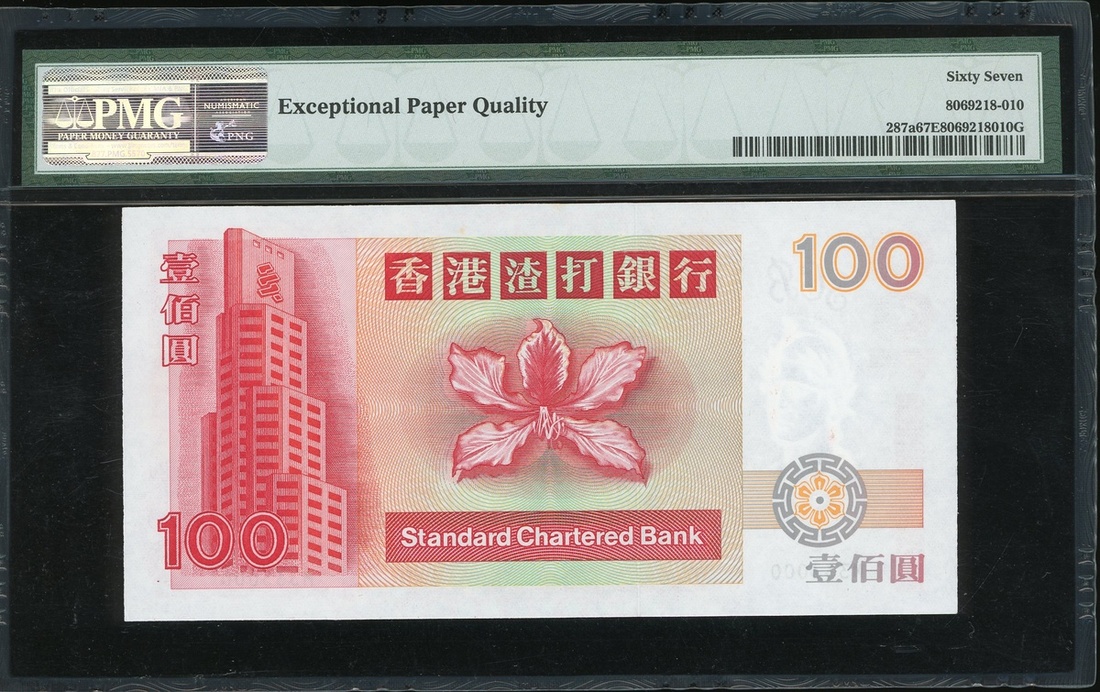 PMG
PAPER MONEY GUARANTY
NUMISMATIC
PNG
Exceptional Paper Quality
Sixty Seven
8069218-010
287a67E8069218010G
壹佰圓
香港渣打銀行
100
100
Standard Chartered Bank
壹佰圓